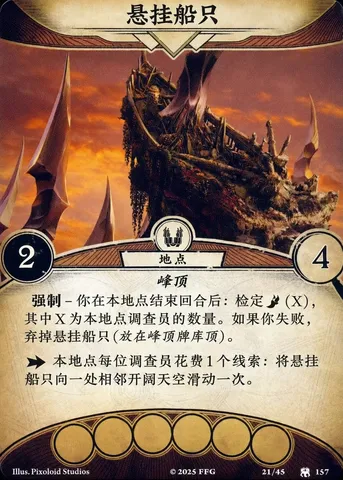 悬挂船只
2
地点
4
峰顶
强制 – 你在本地点结束回合后：检定 (X)，
其中 X 为本地点调查员的数量。如果你失败，
弃掉悬挂船只(放在峰顶牌库顶)。
本地点每位调查员花费 1 个线索：将悬挂
船只向一处相邻开阔天空滑动一次。
Illus. Pixoloid Studios
© 2025 FFG
21/45
157